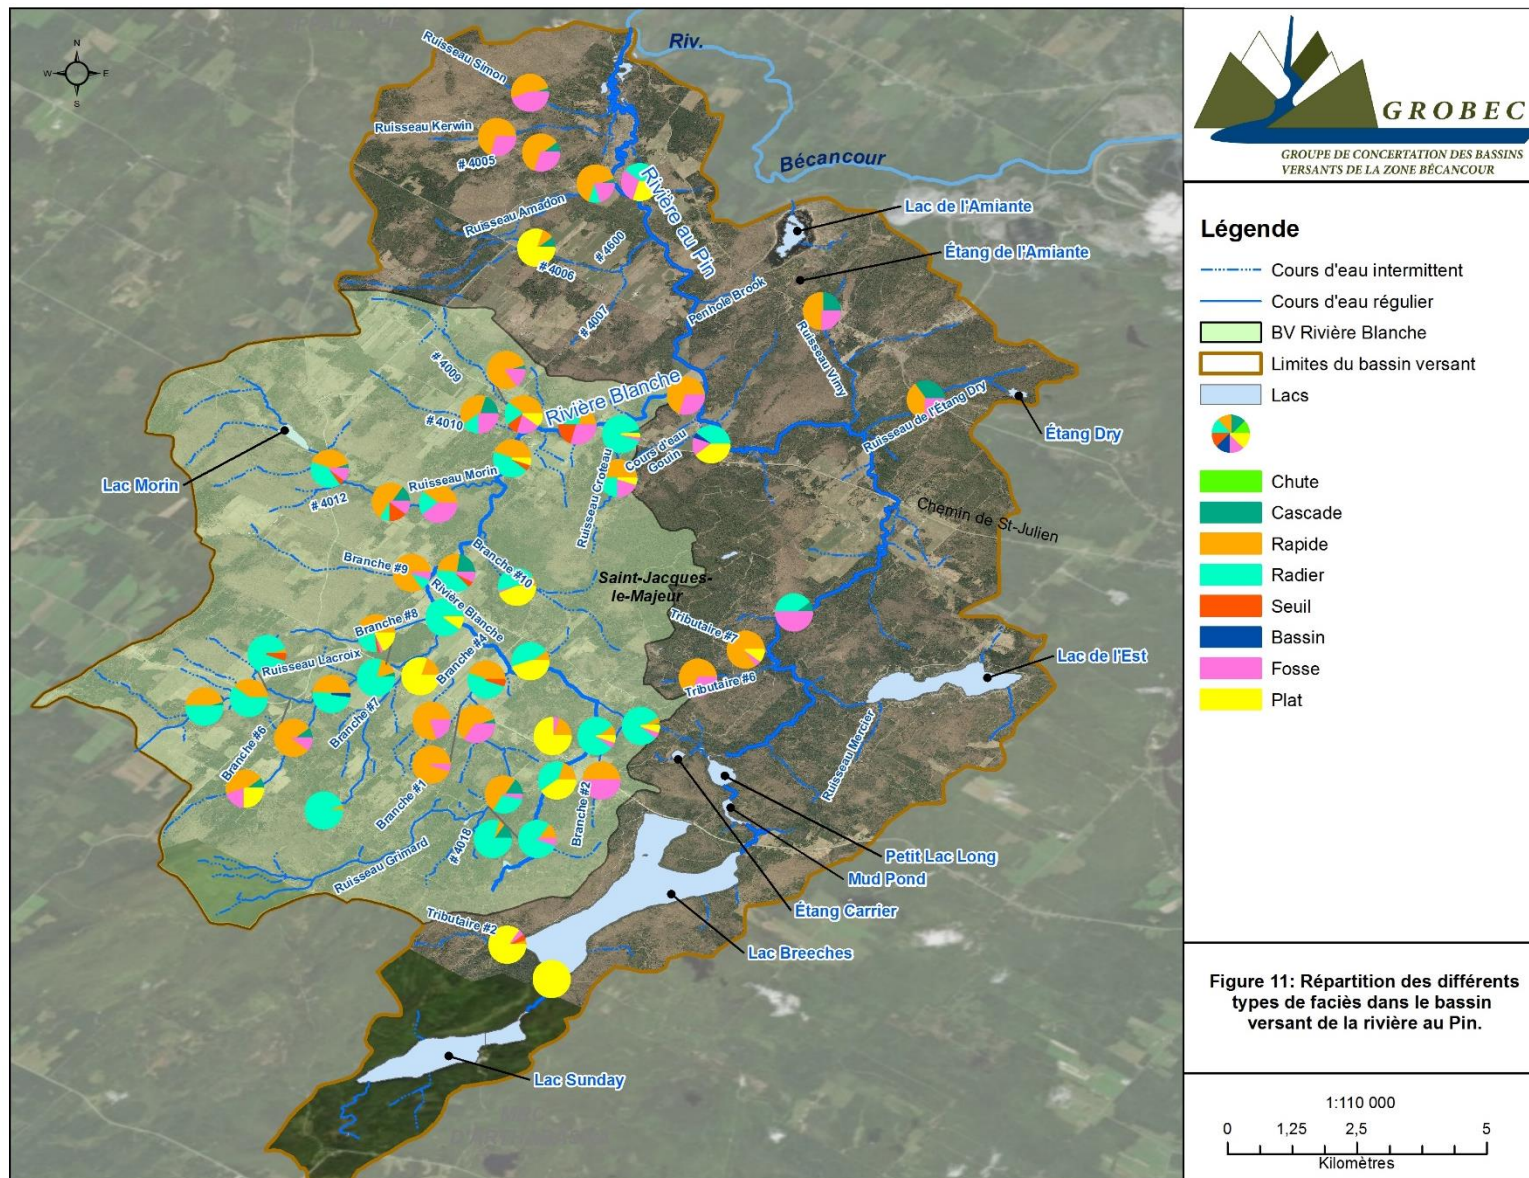 N
W
E
S
Riv.
Bécancour
Ruisseau Simon
Ruisseau Kerwin
# 4005
Ruisseau Amadon
Rivière au Pin
# 4600
# 4006
# 4007
Penhole Brook
Lac de l'Amiante
Étang de l'Amiante
Ruisseau Vimy
Ruisseau de l'Étang Dry
Étang Dry
# 4009
# 4010
Rivière Blanche
Cours d'eau
Gouin
Lac Morin
Ruisseau Morin
# 4012
Ruisseau Croteau
Chemin de St-Julien
Branche #9
Branche #10
Rivière Blanche
Saint-Jacques-
le-Majeur
Branche #8
Branche #4
Ruisseau Lacroix
Branche #7
Branche #6
Tributaire #7
Tributaire #6
Lac de l'Est
Ruisseau Mercier
Branche #1
Branche #2
# 4018
Ruisseau Grimard
Petit Lac Long
Mud Pond
Étang Carrier
Tributaire #2
Lac Breeches
Lac Sunday
GROBEC
GROUPE DE CONCERTATION DES BASSINS
VERSANTS DE LA ZONE BÉCANCOUR
Légende
Cours d'eau intermittent
Cours d'eau régulier
BV Rivière Blanche
Limites du bassin versant
Lacs
Chute
Cascade
Rapide
Radier
Seuil
Bassin
Fosse
Plat
Figure 11: Répartition des différents
types de faciès dans le bassin
versant de la rivière au Pin.
1:110 000
0 1,25 2,5 5
Kilomètres